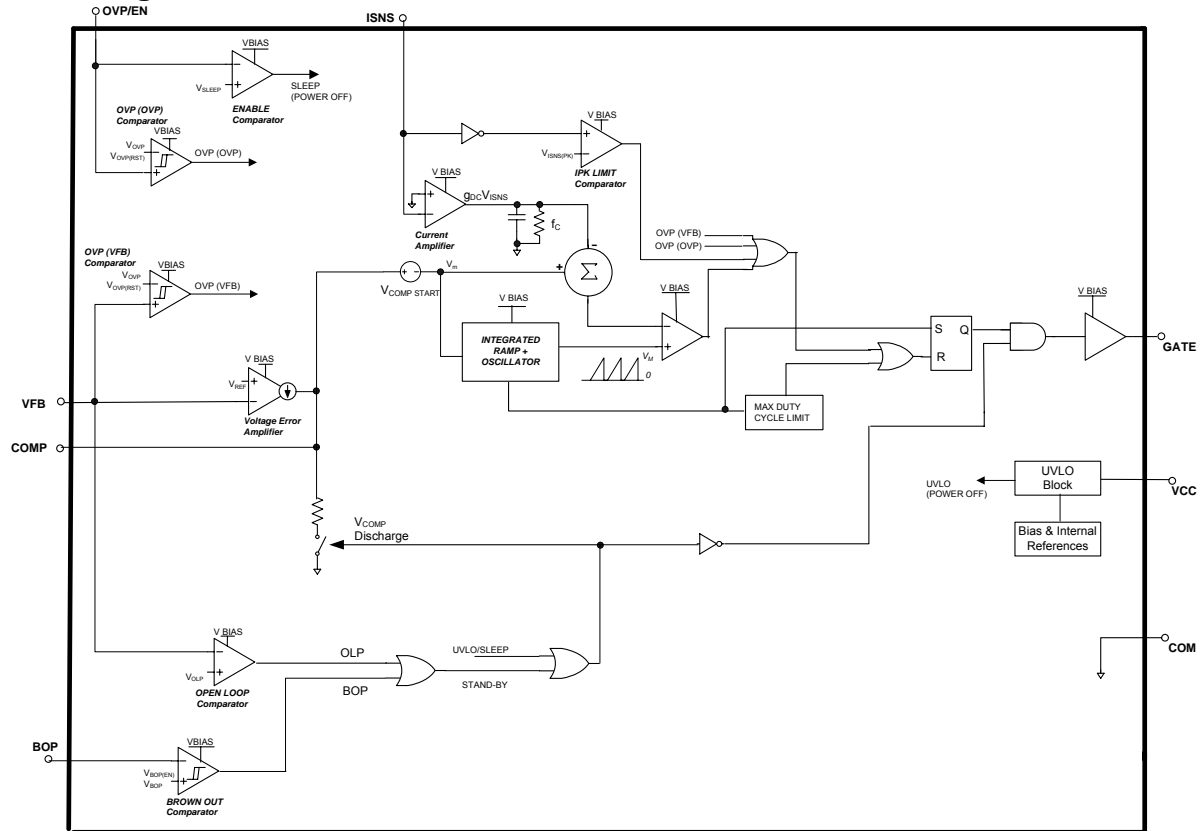 OVP/EN
ISNS
VBIAS
VSLEEP
SLEEP
(POWER OFF)
ENABLE
Comparator
OVP (OVP)
Comparator
VBIAS
VOVP
VOVP(RST)
OVP (OVP)
V BIAS
VISNS(PK)
IPK LIMIT
Comparator
V BIAS
gDCVISNS
fC
Current
Amplifier
OVP (VFB)
OVP (OVP)
OVP (VFB)
Comparator
VBIAS
VOVP
VOVP(RST)
OVP (VFB)
+
-
Vm
VCOMP START
-
+
Σ
V BIAS
INTEGRATED
RAMP +
OSCILLATOR
V BIAS
VM
0
S Q
R
V BIAS
GATE
V BIAS
VREF
VFB
Voltage Error
Amplifier
MAX DUTY
CYCLE LIMIT
COMP
UVLO
(POWER OFF)
UVLO
Block
VCC
Bias & Internal
References
VCOMP
Discharge
V BIAS
VOLP
OPEN LOOP
Comparator
OLP
BOP
UVLO/SLEEP
STAND-BY
COM
BOP
VBIAS
VBOP(EN)
VBOP
BROWN OUT
Comparator